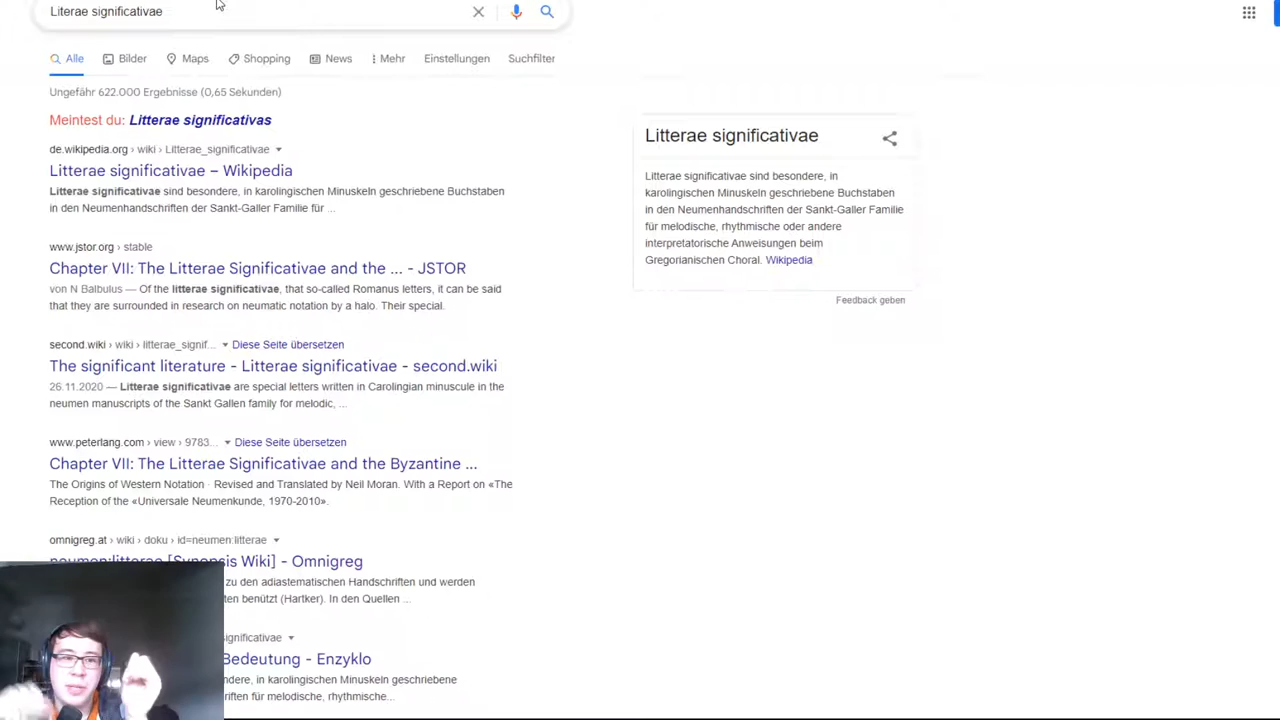 Literae significativae
Alle Bilder Maps Shopping News Mehr Einstellungen Suchfilter
Ungefähr 622.000 Ergebnisse (0,65 Sekunden)
Meintest du: Litterae significativas
de.wikipedia.org › wiki › Litterae_significativae
Litterae significativae – Wikipedia
Litterae significativae sind besondere, in karolingischen Minuskeln geschriebene Buchstaben
in den Neumenhandschriften der Sankt-Galler Familie für ...
www.jstor.org › stable
Chapter VII: The Litterae Significativae and the ... - JSTOR
von N Balbulus — Of the litterae significativae, that so-called Romanus letters, it can be said
that they are surrounded in research on neumatic notation by a halo. Their special.
second.wiki › wiki › litterae_signif... Diese Seite übersetzen
The significant literature - Litterae significativae - second.wiki
26.11.2020 — Litterae significativae are special letters written in Carolingian minuscule in the
neumen manuscripts of the Sankt Gallen family for melodic, ...
www.peterlang.com › view › 9783... Diese Seite übersetzen
Chapter VII: The Litterae Significativae and the Byzantine ...
The Origins of Western Notation · Revised and Translated by Neil Moran. With a Report on «The
Reception of the «Universale Neumenkunde, 1970-2010».
omnigreg.at › wiki › doku › id=neumen:litterae
neumen:litterae [Synopsis Wiki] - Omnigreg
zu den adiastematischen Handschriften und werden
ten benützt (Hartker). In den Quellen ...
significativae
Bedeutung - Enzyklo
ndere, in karolingischen Minuskeln geschriebene
riften für melodische, rhythmische...
Litterae significativae
Litterae significativae sind besondere, in
karolingischen Minuskeln geschriebene Buchstaben
in den Neumenhandschriften der Sankt-Galler Familie
für melodische, rhythmische oder andere
interpretatorische Anweisungen beim
Gregorianischen Choral. Wikipedia
Feedback geben